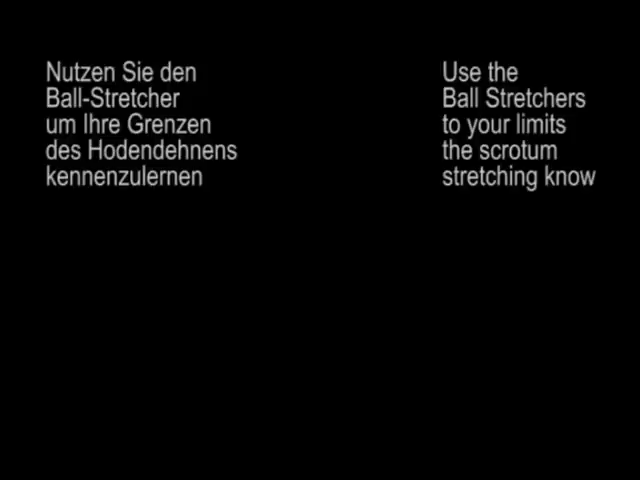 Nutzen Sie den
Ball-Stretcher
um Ihre Grenzen
des Hodendehnens
kennenzulernen
Use the
Ball Stretchers
to your limits
the scrotum
stretching know